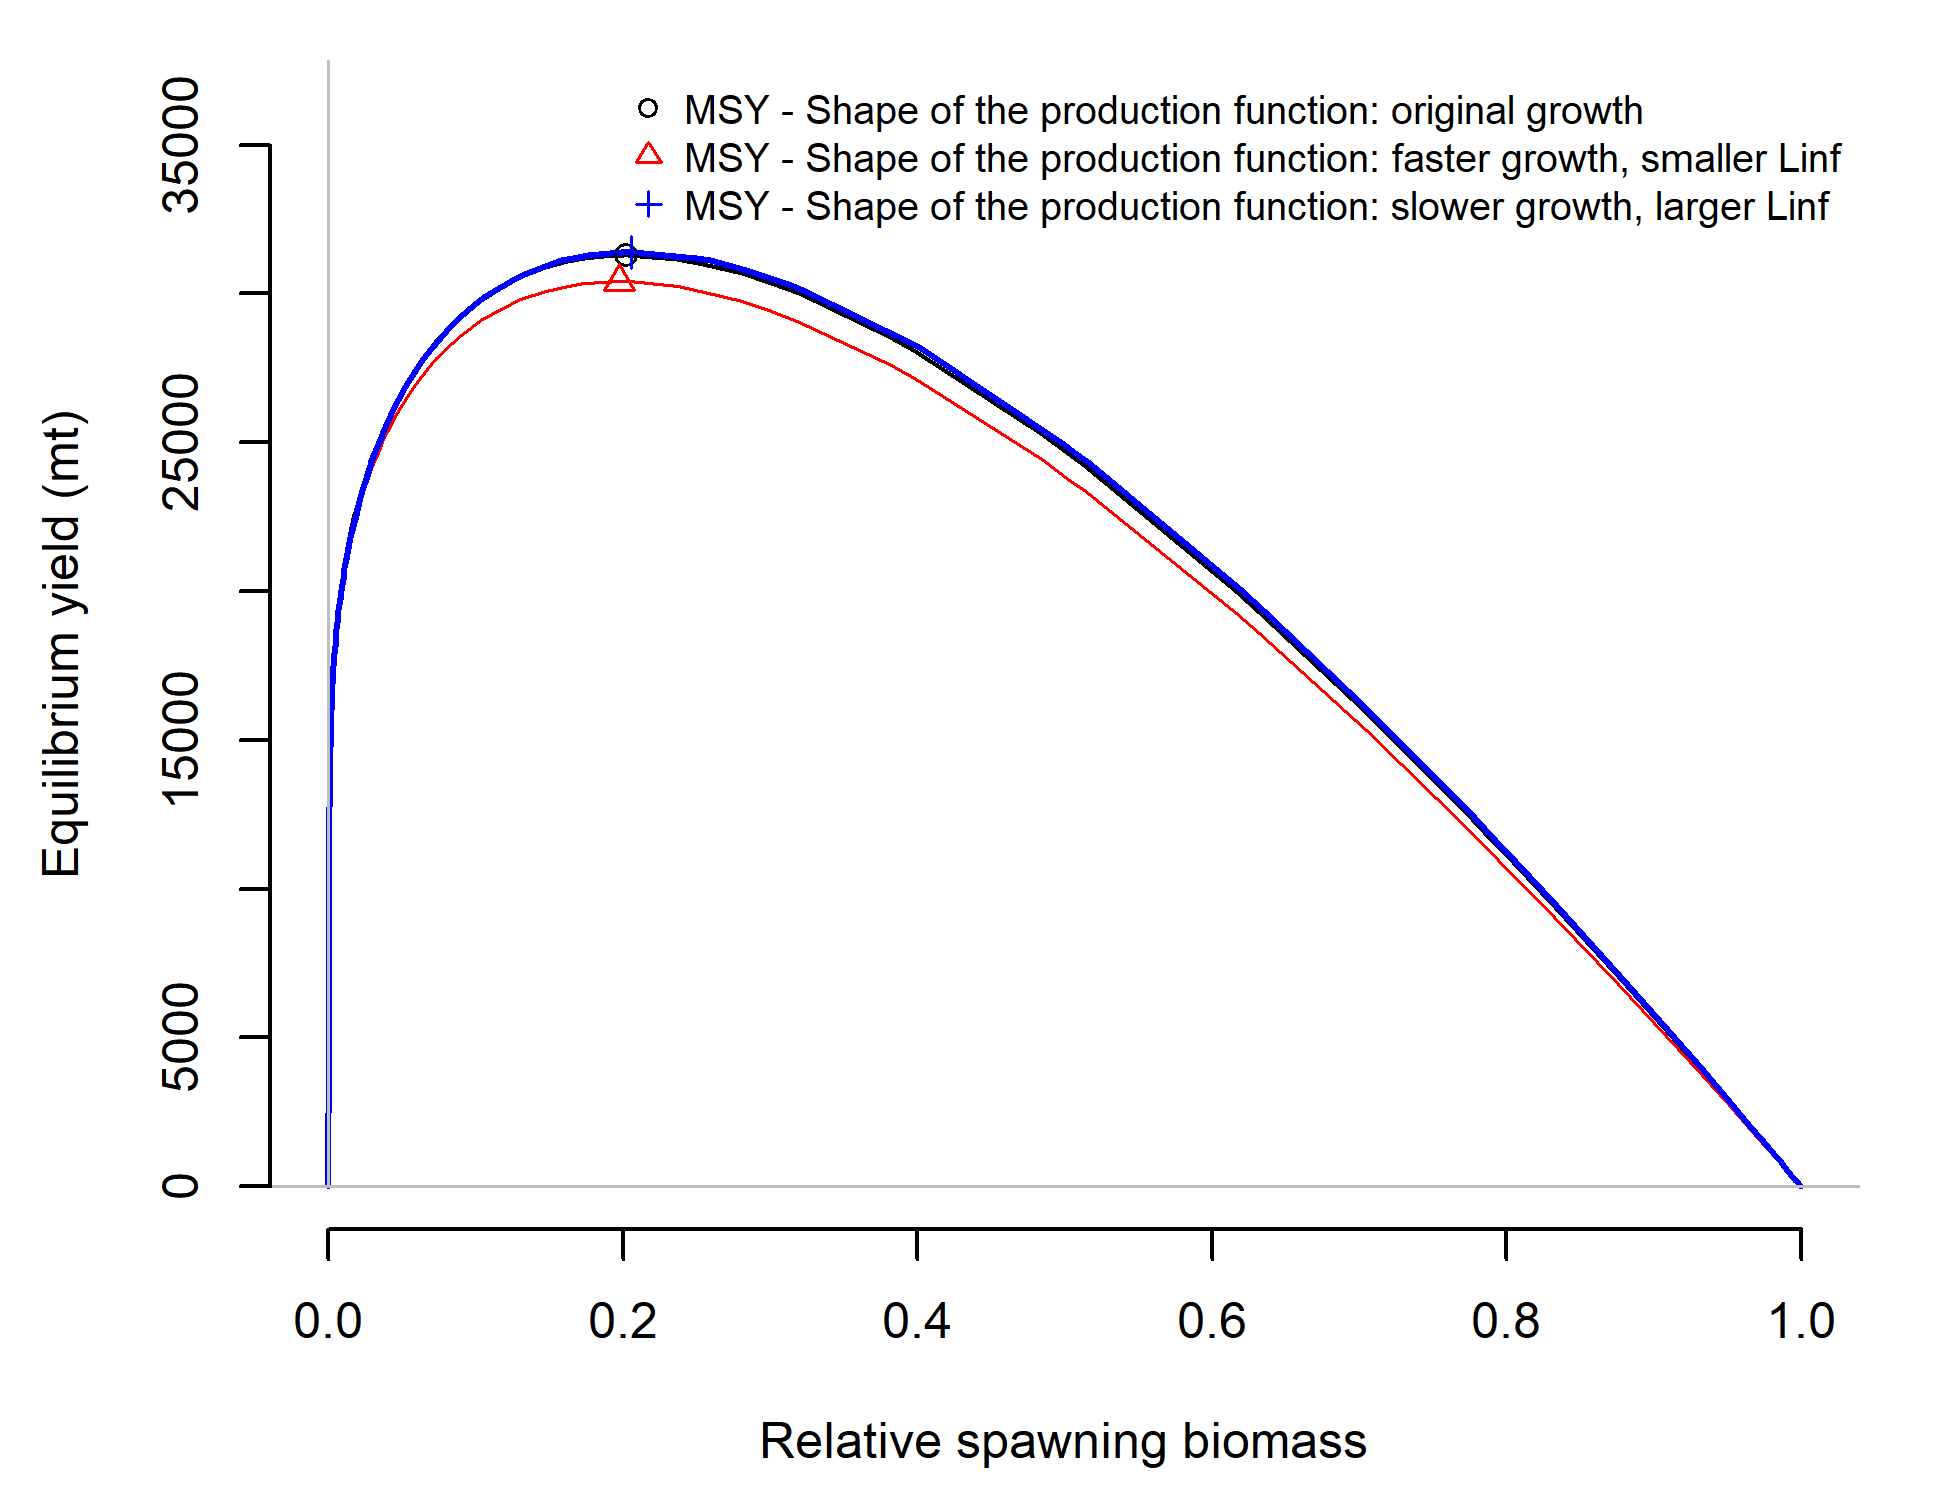 MSY - Shape of the production function: original growth
MSY - Shape of the production function: faster growth, smaller Linf
MSY - Shape of the production function: slower growth, larger Linf
Equilibrium yield (mt)
35000
25000
15000
5000
0
0.0 0.2 0.4 0.6 0.8 1.0
Relative spawning biomass